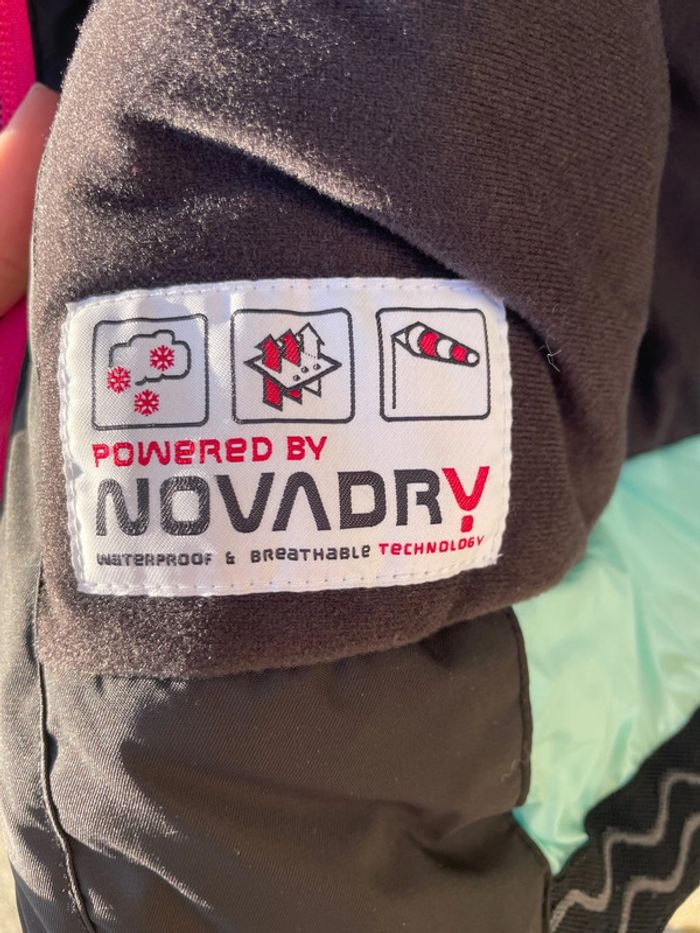 POWERED BY
NOVADRY
WATERPROOF & BREATHABLE TECHNOLOGY